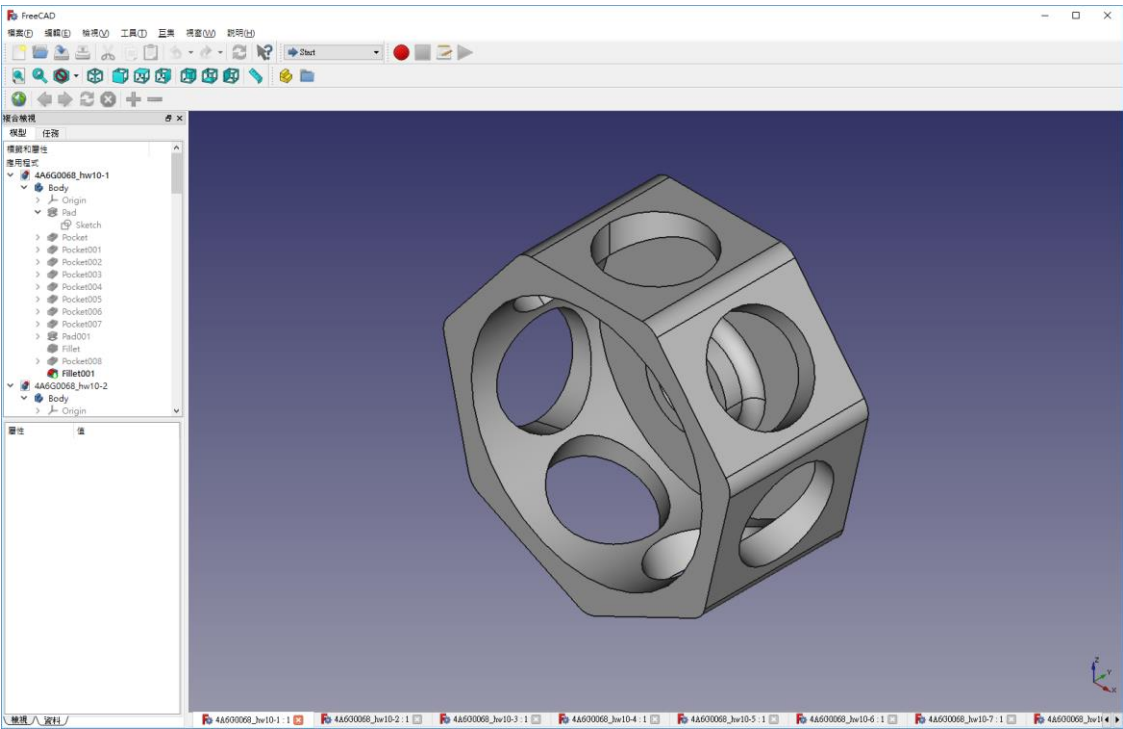 FreeCAD
檔案(F) 編輯(E) 檢視(V) 工具(T) 巨集 視窗(W) 說明(H)
Start
複合檢視
模型 任務
標籤和屬性
應用程式
4A6G0068_hw10-1
Body
Origin
Pad
Sketch
Pocket
Pocket001
Pocket002
Pocket003
Pocket004
Pocket005
Pocket006
Pocket007
Pad001
Fillet
Pocket008
Fillet001
4A6G0068_hw10-2
Body
Origin
屬性 值
Z
Y
X
檢視 資料
4A6G0068_hw10-1 : 1 4A6G0068_hw10-2 : 1 4A6G0068_hw10-3 : 1 4A6G0068_hw10-4 : 1 4A6G0068_hw10-5 : 1 4A6G0068_hw10-6 : 1 4A6G0068_hw10-7 : 1 4A6G0068_hw1